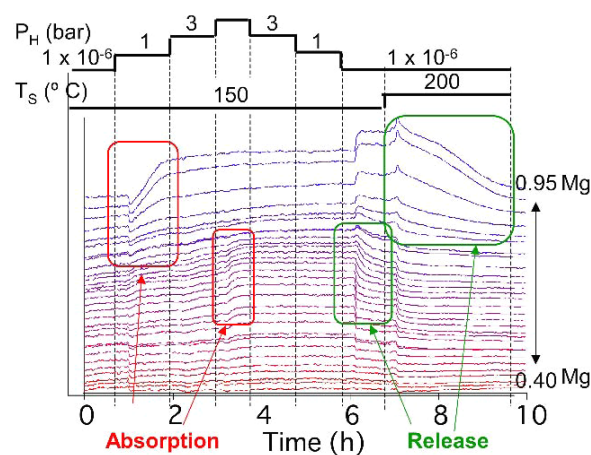 P_H (bar)
1 x 10⁻⁶ 1 3 3 1 1 x 10⁻⁶
T_S (º C) 150 200
0.95 Mg
0.40 Mg
0 2 4 6 8 10
Absorption Time (h) Release